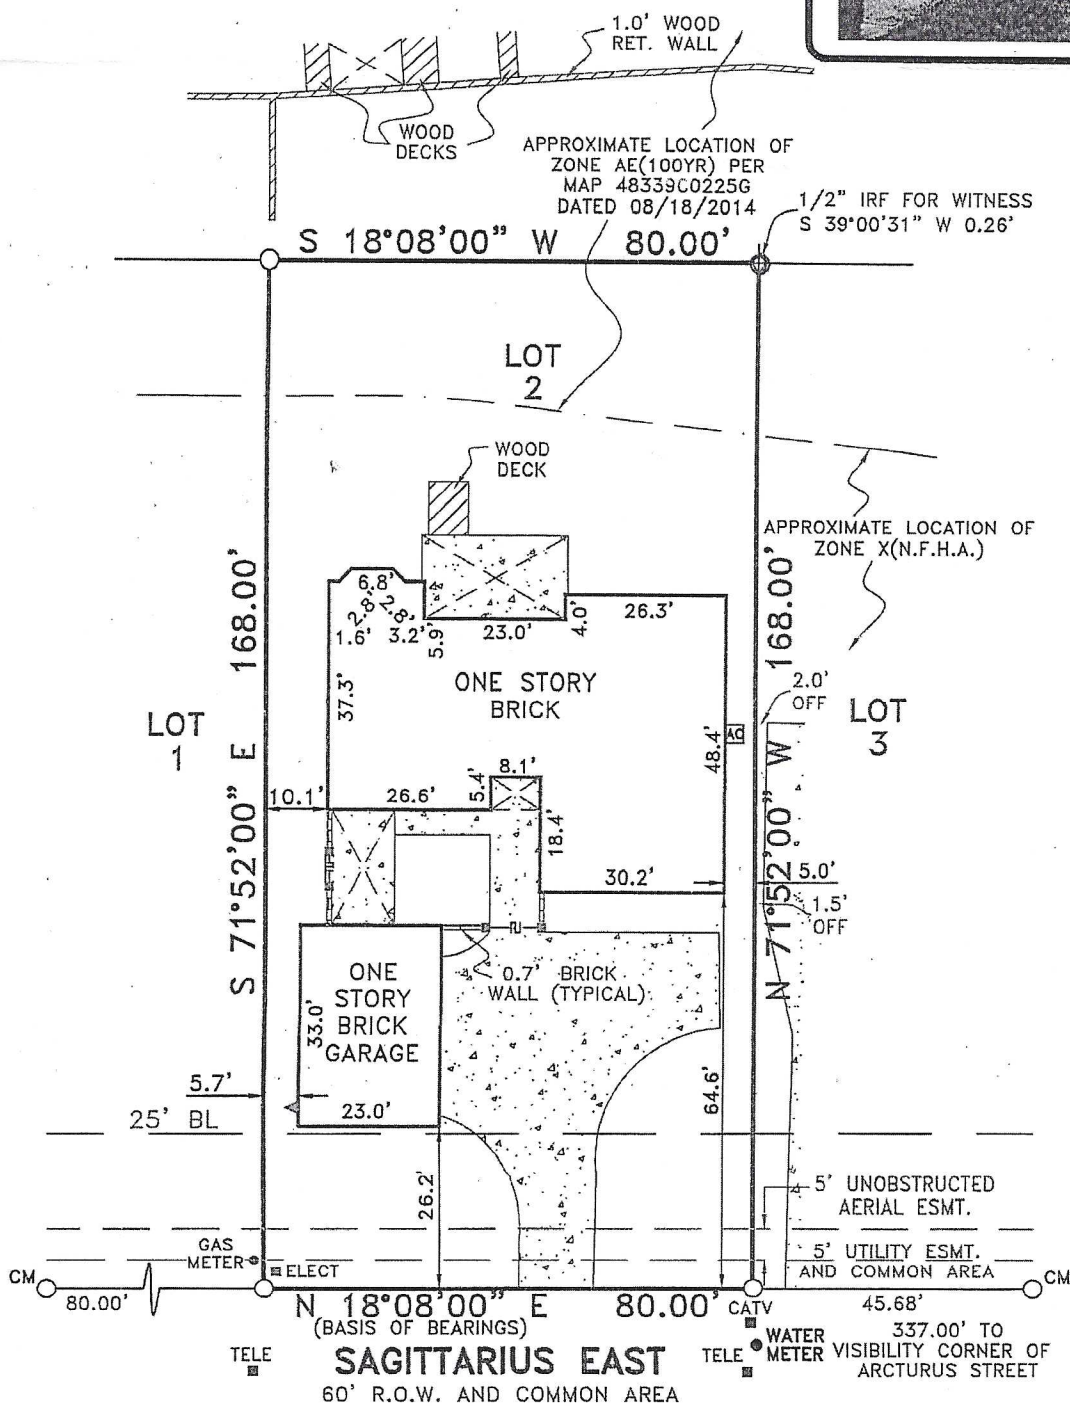 1.0' WOOD
RET. WALL
WOOD
DECKS
APPROXIMATE LOCATION OF
ZONE AE(100YR) PER
MAP 48339C0225G
DATED 08/18/2014
1/2" IRF FOR WITNESS
S 39°00'31" W 0.26'
S 18°08'00" W 80.00'
LOT
2
WOOD
DECK
APPROXIMATE LOCATION OF
ZONE X(N.F.H.A.)
S 71°52'00" E 168.00'
N 71°52'00" W 168.00'
6.8'
2.8'
2.8'
1.6'
3.2'
5.9'
23.0'
4.0'
26.3'
37.3'
ONE STORY
BRICK
2.0'
OFF
LOT
1
LOT
3
AC
48.4'
8.1'
5.4'
10.1'
26.6'
18.4'
30.2'
5.0'
1.5'
OFF
0.7' BRICK
WALL (TYPICAL)
ONE
STORY
BRICK
GARAGE
33.0'
5.7'
23.0'
64.6'
25' BL
26.2'
5' UNOBSTRUCTED
AERIAL ESMT.
GAS
METER
ELECT
5' UTILITY ESMT.
AND COMMON AREA
CM
CM
80.00'
N 18°08'00" E 80.00'
(BASIS OF BEARINGS)
CATV
45.68'
337.00' TO
VISIBILITY CORNER OF
ARCTURUS STREET
WATER
METER
TELE
TELE
SAGITTARIUS EAST
60' R.O.W. AND COMMON AREA